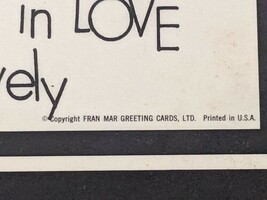 in LOVE
vely
© Copyright FRAN MAR GREETING CARDS, LTD. Printed in U.S.A.